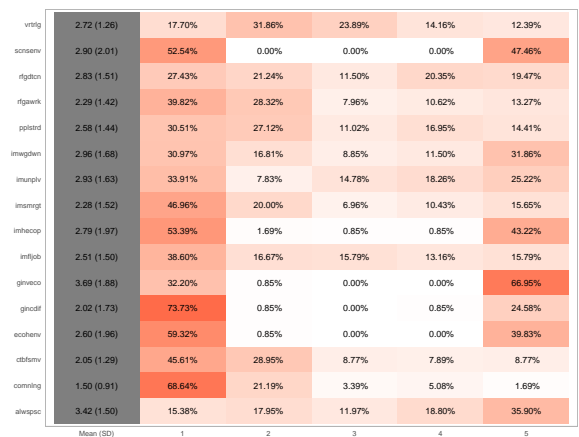 vrtrlg 2.72 (1.26) 17.70% 31.86% 23.89% 14.16% 12.39%
scnsenv 2.90 (2.01) 52.54% 0.00% 0.00% 0.00% 47.46%
rfgdtcn 2.83 (1.51) 27.43% 21.24% 11.50% 20.35% 19.47%
rfgawrk 2.29 (1.42) 39.82% 28.32% 7.96% 10.62% 13.27%
pplstrd 2.58 (1.44) 30.51% 27.12% 11.02% 16.95% 14.41%
imwgdwn 2.96 (1.68) 30.97% 16.81% 8.85% 11.50% 31.86%
imunplv 2.93 (1.63) 33.91% 7.83% 14.78% 18.26% 25.22%
imsmrgt 2.28 (1.52) 46.96% 20.00% 6.96% 10.43% 15.65%
imhecop 2.79 (1.97) 53.39% 1.69% 0.85% 0.85% 43.22%
imfljob 2.51 (1.50) 38.60% 16.67% 15.79% 13.16% 15.79%
ginveco 3.69 (1.88) 32.20% 0.85% 0.00% 0.00% 66.95%
gincdif 2.02 (1.73) 73.73% 0.85% 0.00% 0.85% 24.58%
ecohenv 2.60 (1.96) 59.32% 0.85% 0.00% 0.00% 39.83%
dbfsmv 2.05 (1.29) 45.61% 28.95% 8.77% 7.89% 8.77%
comnlng 1.50 (0.91) 68.64% 21.19% 3.39% 5.08% 1.69%
alwspsc 3.42 (1.50) 15.38% 17.95% 11.97% 18.80% 35.90%
Mean (SD) 1 2 3 4 5